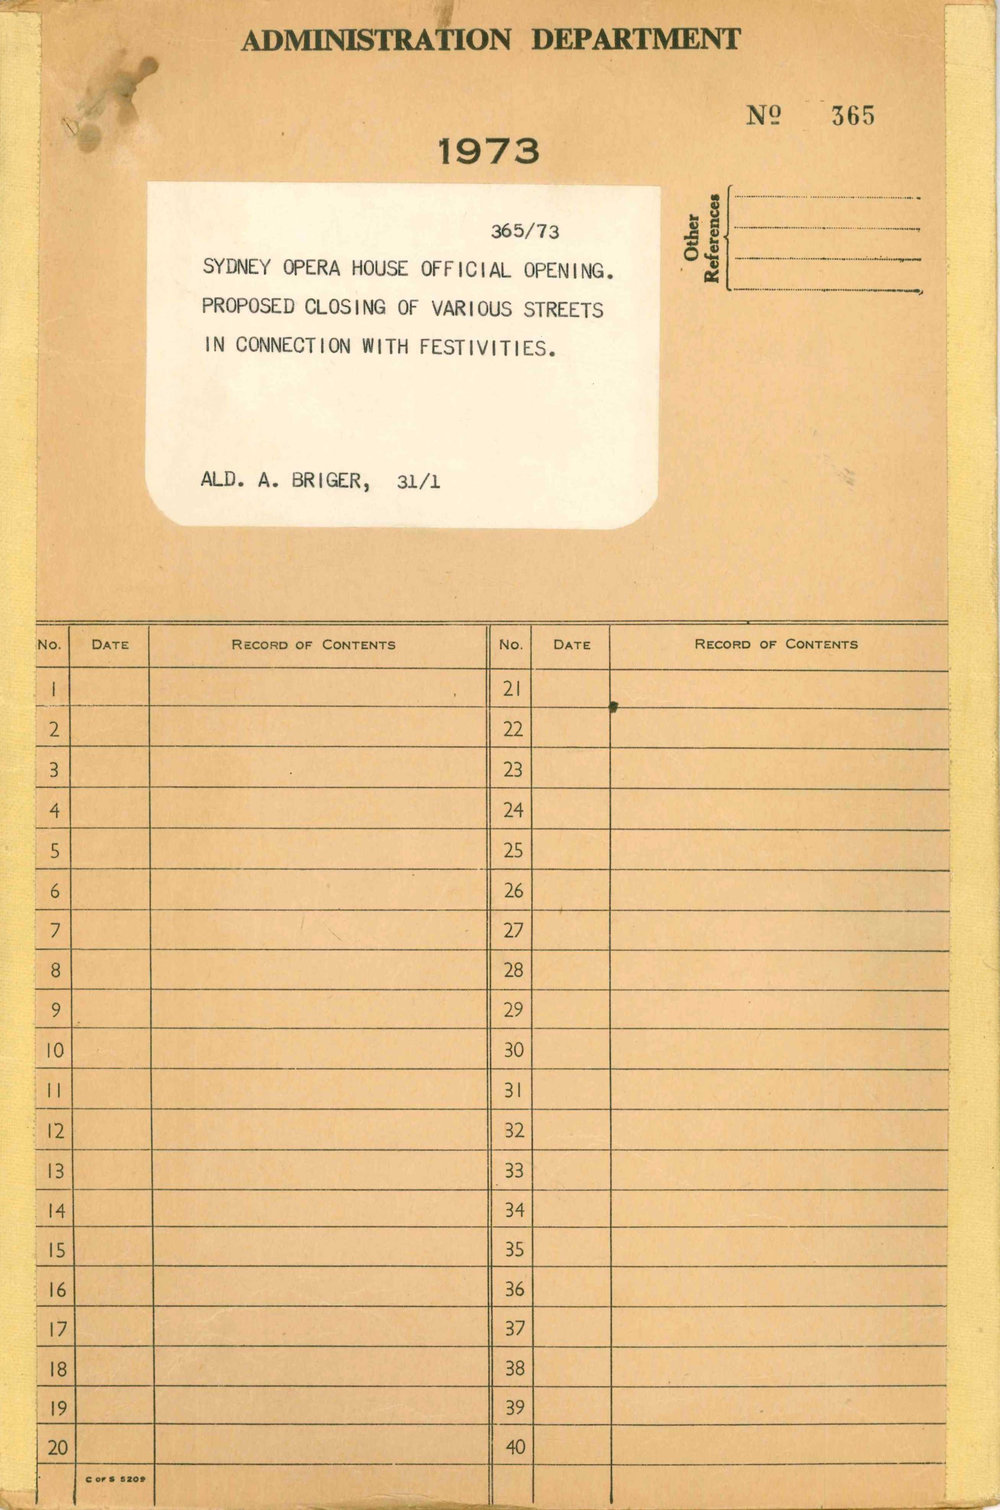 ADMINISTRATION DEPARTMENT
Nº 365
1973
Other
References
365/73
SYDNEY OPERA HOUSE OFFICIAL OPENING.
PROPOSED CLOSING OF VARIOUS STREETS
IN CONNECTION WITH FESTIVITIES.
ALD. A. BRIGER, 31/1
No. DATE RECORD OF CONTENTS No. DATE RECORD OF CONTENTS
1 21
2 22
3 23
4 24
5 25
6 26
7 27
8 28
9 29
10 30
11 31
12 32
13 33
14 34
15 35
16 36
17 37
18 38
19 39
20 40
C OF S 5209